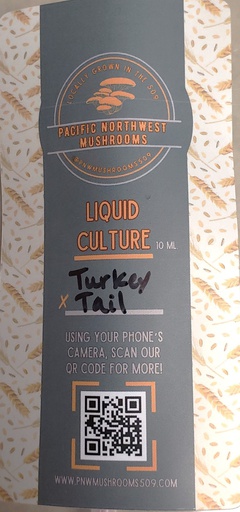 LOCALLY GROWN IN THE 509
PACIFIC NORTHWEST
MUSHROOMS
@PNWMUSHROOMS509
LIQUID
CULTURE 10 ML
Turkey
x Tail
USING YOUR PHONE'S
CAMERA, SCAN OUR
QR CODE FOR MORE!
WWW.PNWMUSHROOMS509.COM